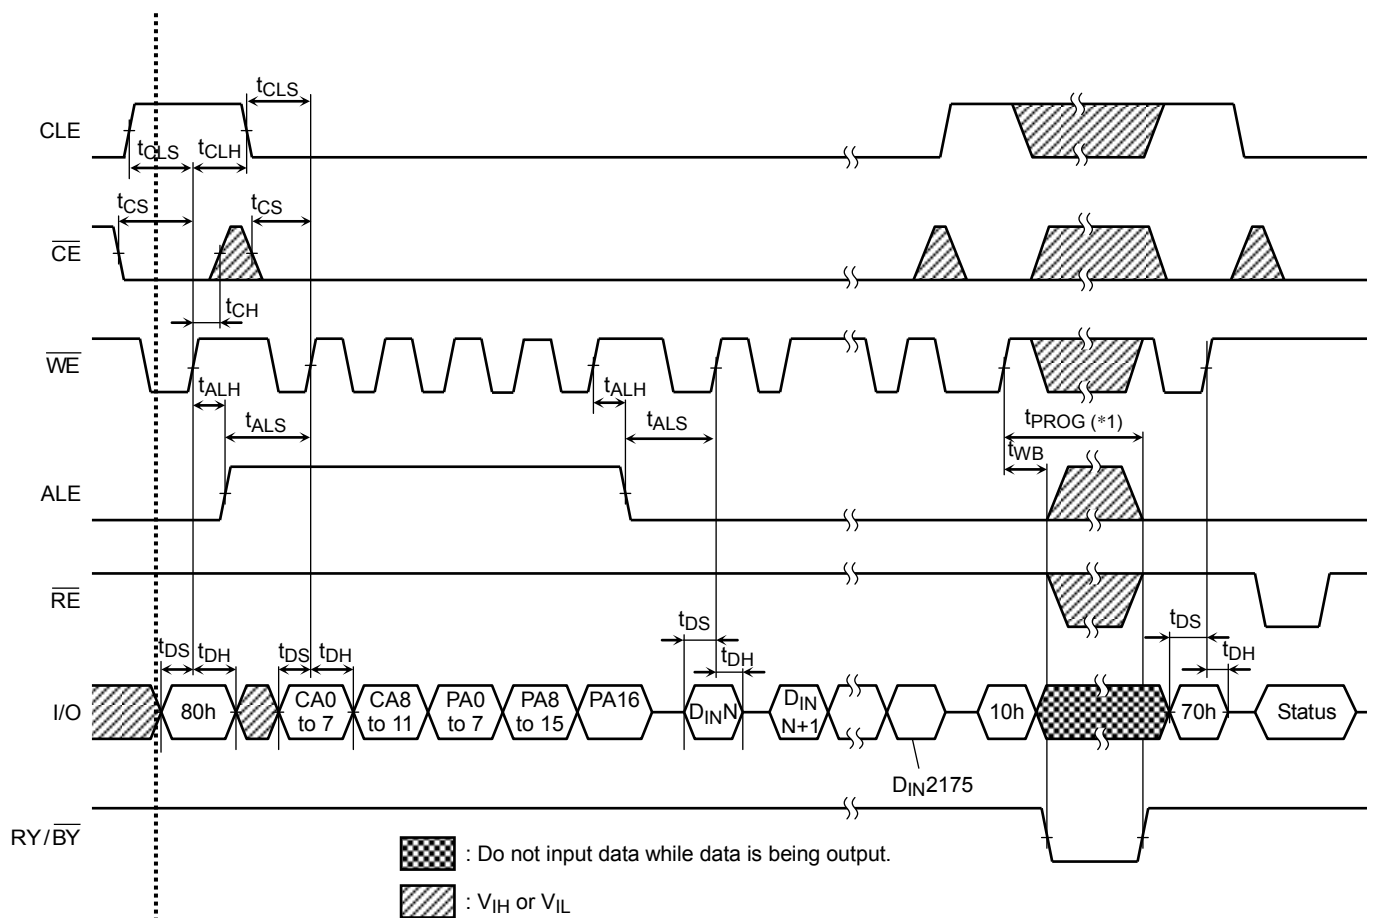 tCLS
CLE
tCLS tCLH
tCS tCS
CE
tCH
WE
tALH tALH
tALS tALS tPROG (*1)
tWB
ALE
RE
tDS tDH tDS tDH tDS tDH tDS tDH
I/O
80h
CA0 to 7
CA8 to 11
PA0 to 7
PA8 to 15
PA16
DINN
DIN N+1
10h
70h
Status
DIN2175
RY/BY
: Do not input data while data is being output.
: VIH or VIL